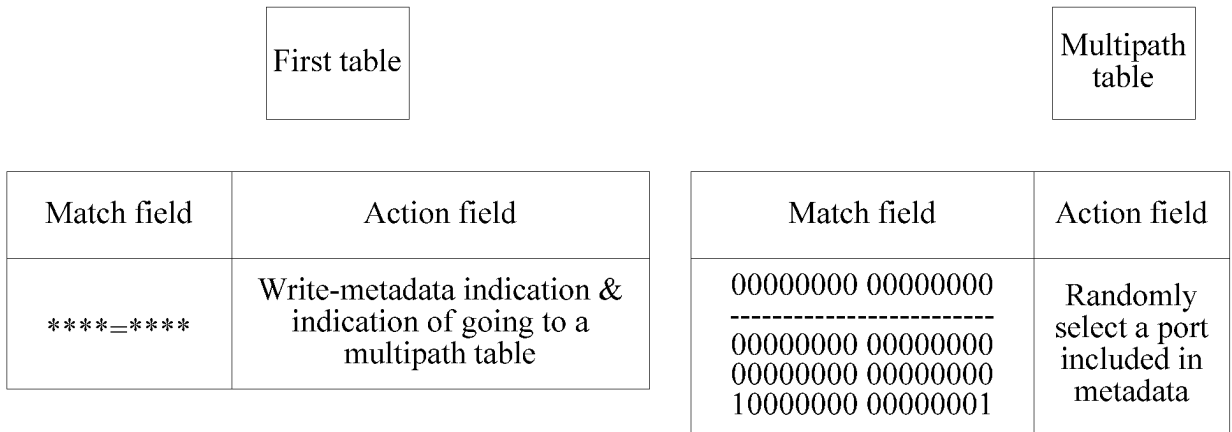 First table
Multipath
table
Match field
Action field
****=****
Write-metadata indication &
indication of going to a
multipath table
Match field
Action field
00000000 00000000
-------------------------
00000000 00000000
00000000 00000000
10000000 00000001
Randomly
select a port
included in
metadata